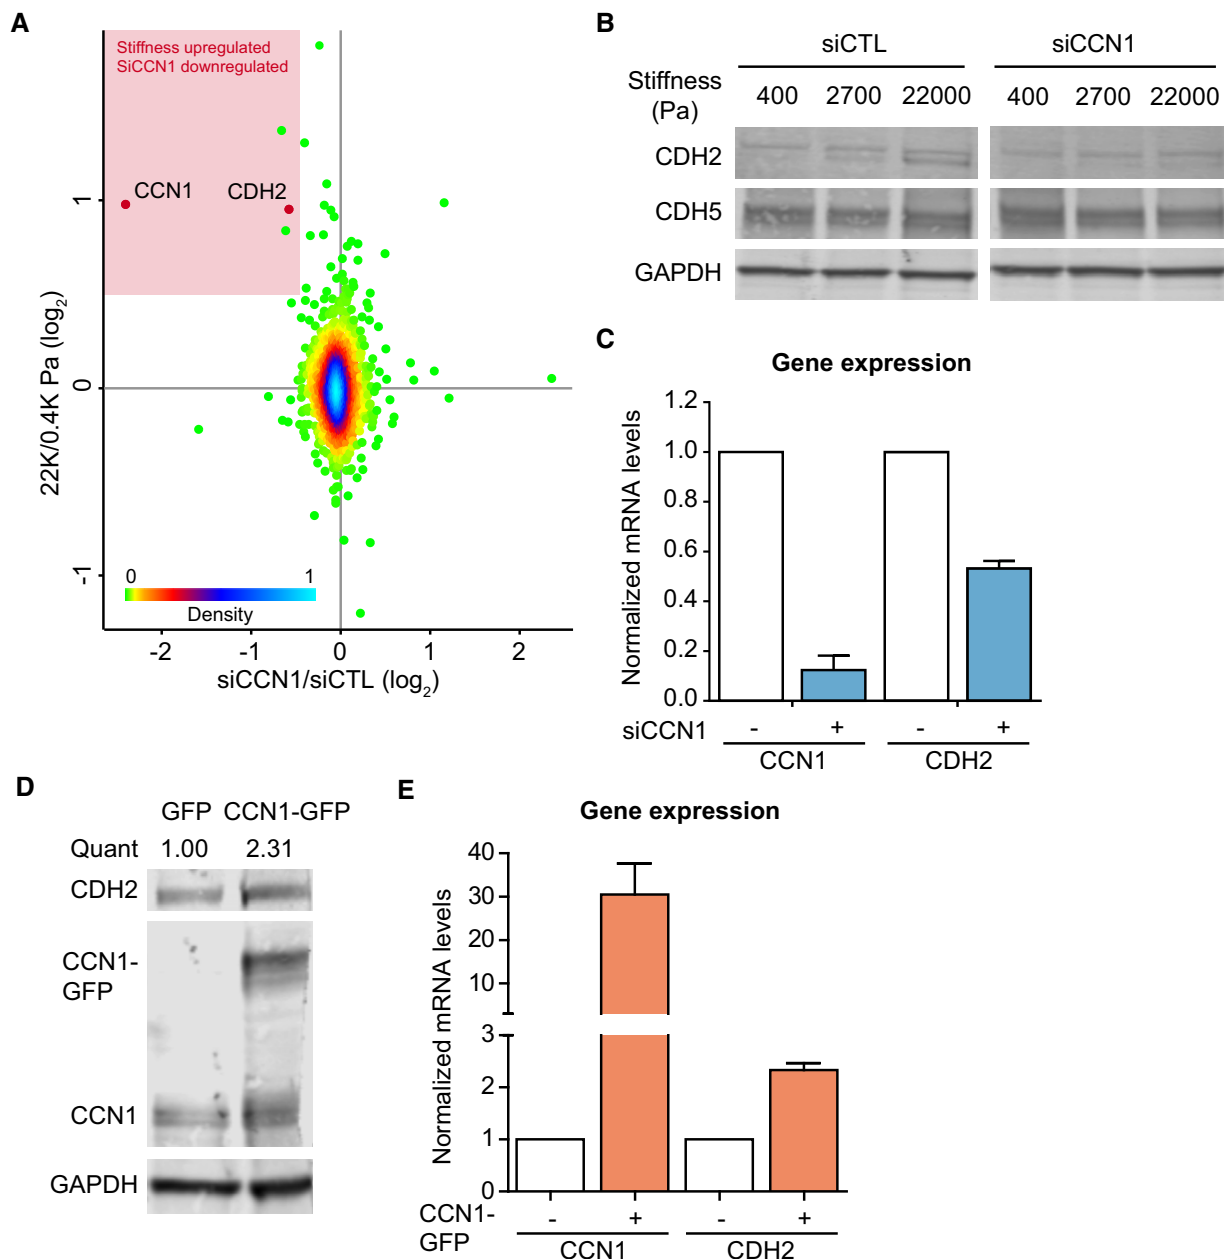 A
Stiffness upregulated
SiCCN1 downregulated
CCN1
CDH2
1
0
-1
22K/0.4K Pa (log2)
0 1
Density
-2 -1 0 1 2
siCCN1/siCTL (log2)
B
siCTL siCCN1
Stiffness
(Pa)
400 2700 22000 400 2700 22000
CDH2
CDH5
GAPDH
C
Gene expression
Normalized mRNA levels
1.2
1.0
0.8
0.6
0.4
0.2
0.0
siCCN1 - + - +
CCN1 CDH2
D
GFP CCN1-GFP
Quant 1.00 2.31
CDH2
CCN1-
GFP
CCN1
GAPDH
E
Gene expression
Normalized mRNA levels
40
30
20
10
3
2
1
0
CCN1-
GFP
- + - +
CCN1 CDH2